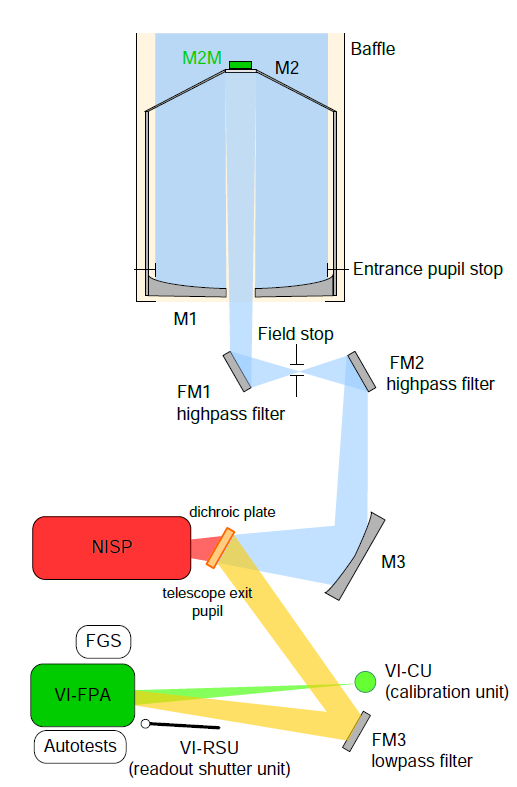 M2M
M2
Baffle
Entrance pupil stop
M1
Field stop
FM1
highpass filter
FM2
highpass filter
dichroic plate
NISP
M3
telescope exit
pupil
FGS
VI-FPA
VI-CU
(calibration unit)
Autotests
VI-RSU
(readout shutter unit)
FM3
lowpass filter